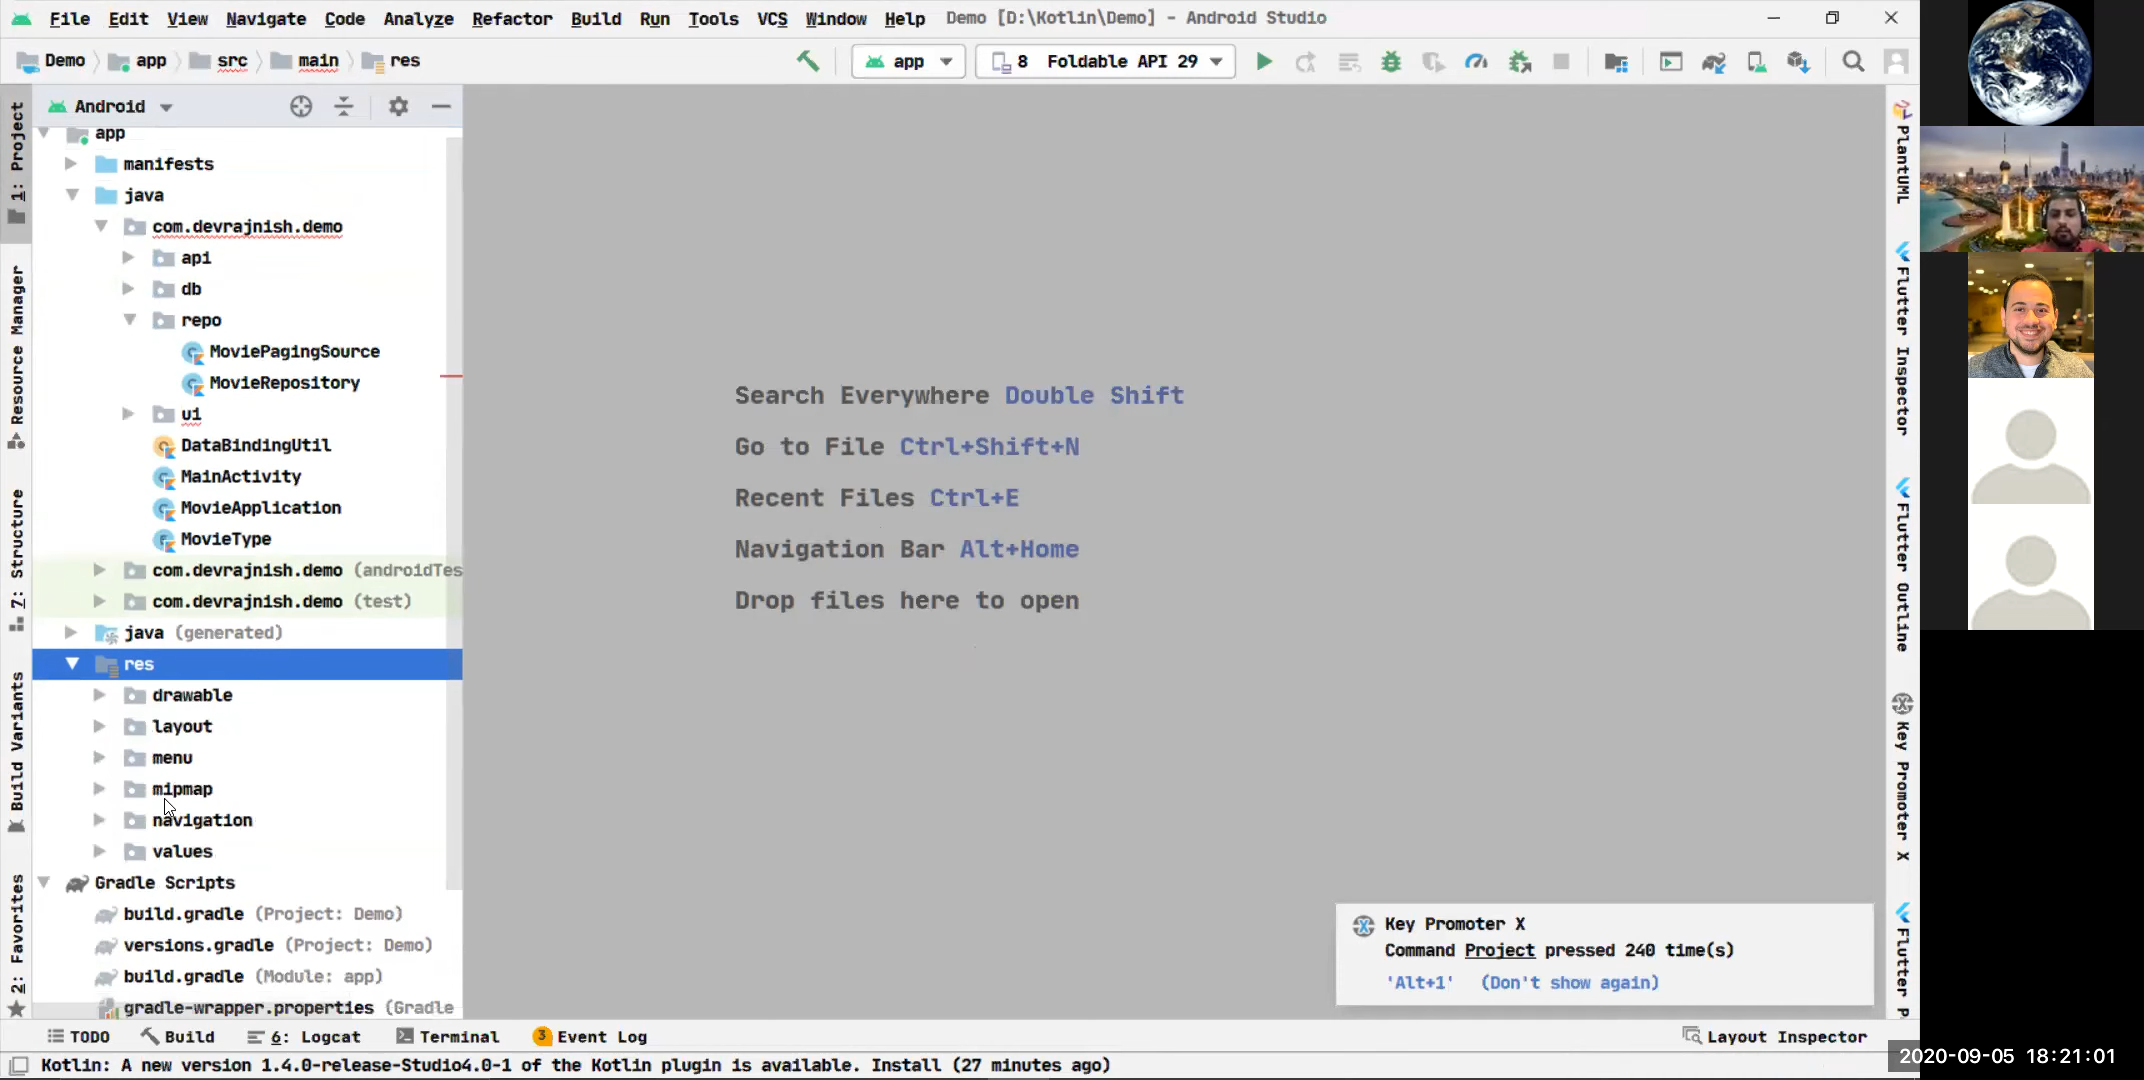 File Edit View Navigate Code Analyze Refactor Build Run Tools VCS Window Help Demo [D:\Kotlin\Demo] - Android Studio
Demo app src main res app 8 Foldable API 29
Android
app
manifests
java
com.devrajnish.demo
api
db
repo
MoviePagingSource
MovieRepository
ui
DataBindingUtil
MainActivity
MovieApplication
MovieType
com.devrajnish.demo (androidTes
com.devrajnish.demo (test)
java (generated)
res
drawable
layout
menu
mipmap
navigation
values
Gradle Scripts
build.gradle (Project: Demo)
versions.gradle (Project: Demo)
build.gradle (Module: app)
gradle-wrapper.properties (Gradle
1: Project
Resource Manager
7: Structure
Build Variants
2: Favorites
Search Everywhere Double Shift
Go to File Ctrl+Shift+N
Recent Files Ctrl+E
Navigation Bar Alt+Home
Drop files here to open
Key Promoter X
Command Project pressed 240 time(s)
'Alt+1' (Don't show again)
PlantUML
Flutter Inspector
Flutter Outline
Key Promoter X
Flutter P
TODO Build 6: Logcat Terminal 3 Event Log Layout Inspector
Kotlin: A new version 1.4.0-release-Studio4.0-1 of the Kotlin plugin is available. Install (27 minutes ago)
2020-09-05 18:21:01